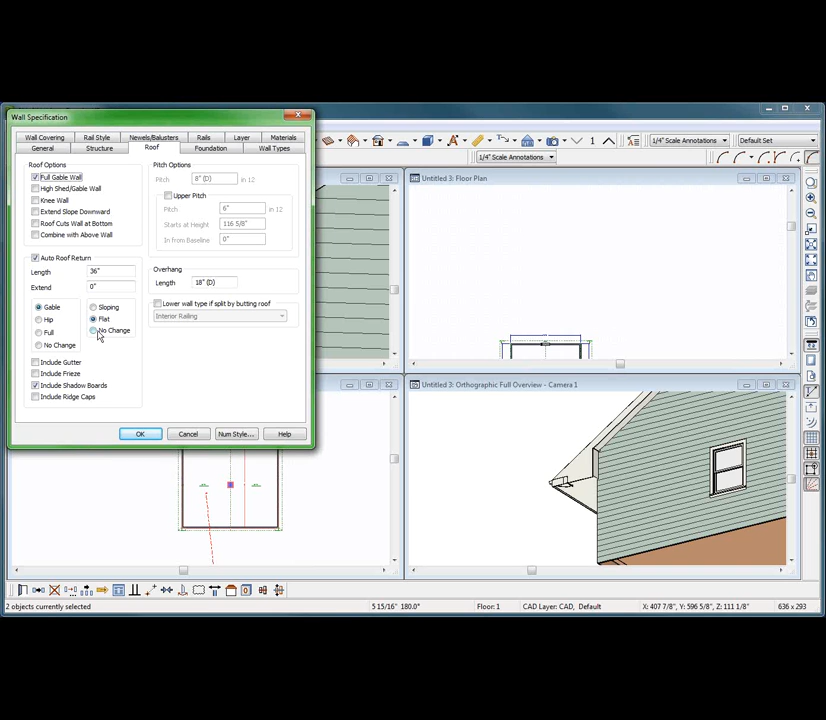 Wall Specification
Wall Covering Rail Style Newels/Balusters Rails Layer Materials
General Structure Roof Foundation Wall Types
Roof Options
Full Gable Wall
High Shed/Gable Wall
Knee Wall
Extend Slope Downward
Roof Cuts Wall at Bottom
Combine with Above Wall
Auto Roof Return
Length 36"
Extend 0"
Gable Sloping
Hip Flat
Full No Change
No Change
Include Gutter
Include Frieze
Include Shadow Boards
Include Ridge Caps
Pitch Options
Pitch 8" (D) in 12
Upper Pitch
Pitch 6" in 12
Starts at Height 116 5/8"
In from Baseline 0"
Overhang
Length 18" (D)
Lower wall type if split by butting roof
Interior Railing
OK Cancel Num Style... Help
1 1/4" Scale Annotations Default Set
1/4" Scale Annotations
Untitled 3: Floor Plan
Untitled 3: Orthographic Full Overview - Camera 1
2 objects currently selected 5 15/16" 180.0° Floor: 1 CAD Layer: CAD, Default X: 407 7/8", Y: 596 5/8", Z: 111 1/8" 636 x 293